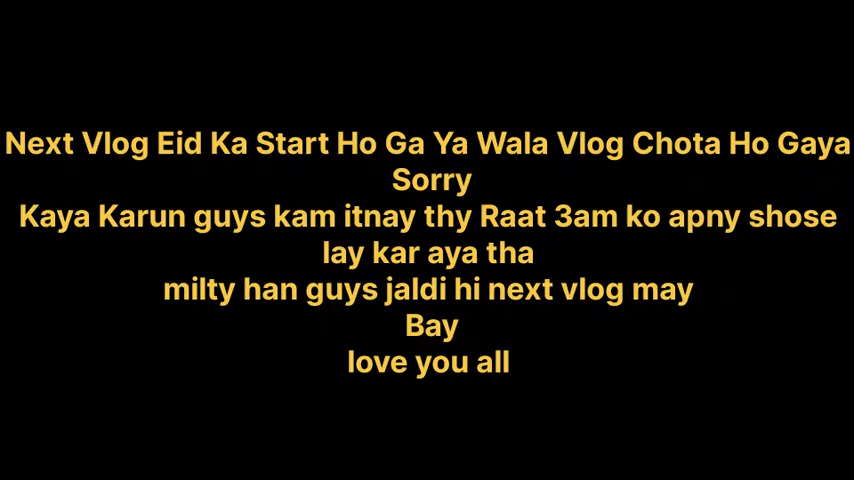 Next Vlog Eid Ka Start Ho Ga Ya Wala Vlog Chota Ho Gaya
Sorry
Kaya Karun guys kam itnay thy Raat 3am ko apny shose
lay kar aya tha
milty han guys jaldi hi next vlog may
Bay
love you all